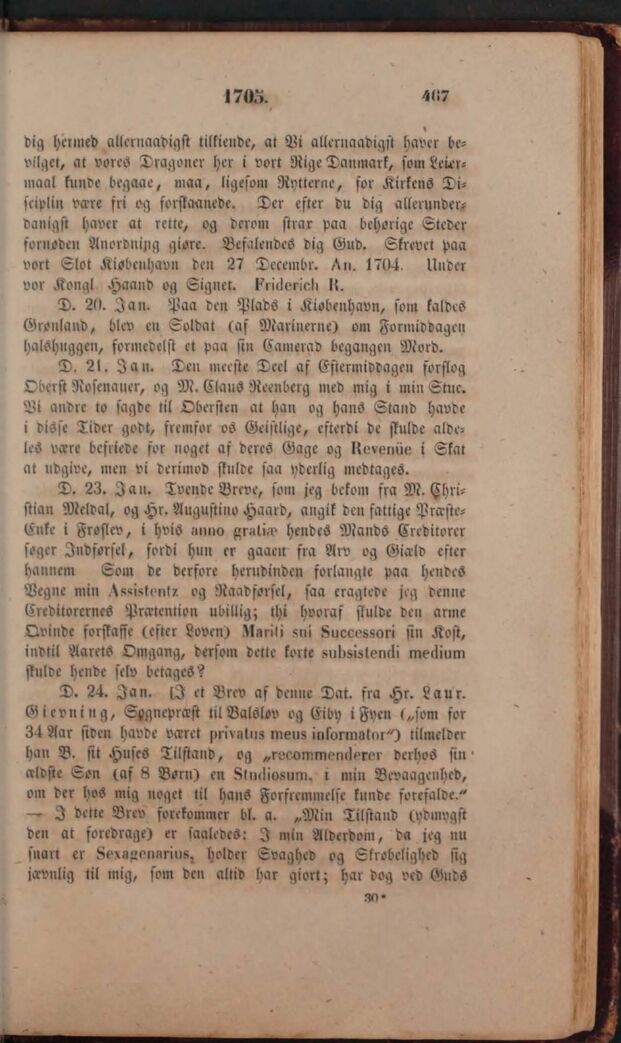 1705.
467
dig hermed allernaadigst tilkiende, at Vi allernaadigst haver be-
vilget, at vores Dragoner her i vort Rige Danmark, som Leier-
maal kunde begaae, maa, ligesom Rytterne, for Kirkens Di-
sciplin være fri og forskaanede. Der efter du dig allerunder-
danigst haver at rette, og derom strax paa behørige Steder
fornøden Anordning giøre. Befalendes dig Gud. Skrevet paa
vort Slot Kiøbenhavn den 27 Decembr. An. 1704. Under
vor Kongl Haand og Signet. Friderich R.
D. 20. Jan. Paa den Plads i Kiøbenhavn, som kaldes
Grønland, blev en Soldat (af Marinerne) om Formiddagen
halshuggen, formedelst et paa sin Camerad begangen Mord.
D. 21. Jan. Den meeste Deel af Eftermiddagen forslog
Oberst Rosenauer, og M. Claus Reenberg med mig i min Stue.
Vi andre to sagde til Obersten at han og hans Stand havde
i disse Tider godt, fremfor os Geistlige, efterdi de skulde alde-
les være befriede for noget af deres Gage og Revenüe i Skat
at udgive, men vi derimod skulde saa yderlig medtages.
D. 23. Jan. Tvende Breve, som jeg bekom fra M. Chri-
stian Meldal, og Hr. Augustino Haard, angik den fattige Præste-
Enke i Frøslev, i hvis anno gratiæ hendes Mands Creditorer
søger Indførsel, fordi hun er gaaen fra Arv og Giæld efter
hannem Som de derfore herudinden forlangte paa hendes
Vegne min Assistentz og Raadførsel, saa eragtede jeg denne
Creditorernes Prætention ubillig; thi hvoraf skulde den arme
Qvinde forskaffe (efter Loven) Mariti sui Successori sin Kost,
indtil Aarets Omgang, dersom dette korte subsistendi medium
skulde hende selv betages?
D. 24. Jan. [J et Brev af denne Dat. fra Hr. Laur.
Gievning, Sognepræst til Balsløv og Eiby i Fyen („som for
34 Aar siden havde været privatus meus informator“) tilmelder
han B. sit Huses Tilstand, og „recommenderer derhos sin
ældste Søn (af 8 Børn) en Studiosum, i min Bevaagenhed,
om der hos mig noget til hans Forfremmelse kunde forefalde.“
— J dette Brev forekommer bl. a. „Min Tilstand (ydmygst
den at foredrage) er saaledes: J min Alderdom, da jeg nu
snart er Sexagenarius, holder Svaghed og Skrøbelighed sig
jævnlig til mig, som den altid har giort; har dog ved Guds
30*